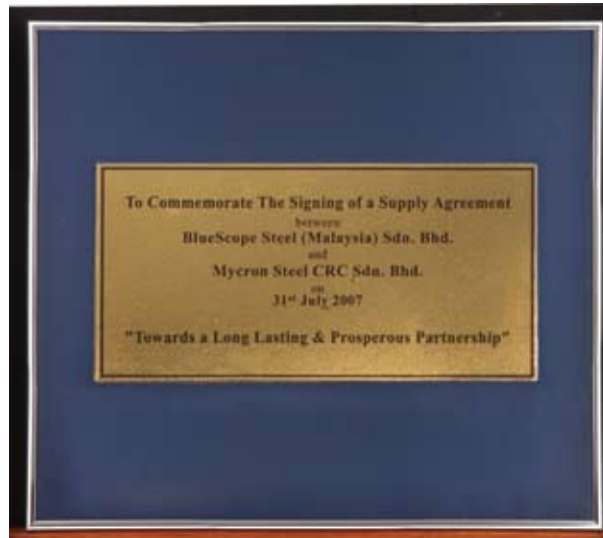 To Commemorate The Signing of a Supply Agreement
between
BlueScope Steel (Malaysia) Sdn. Bhd.
and
Mycron Steel CRC Sdn. Bhd.
on
31st July 2007
"Towards a Long Lasting & Prosperous Partnership"